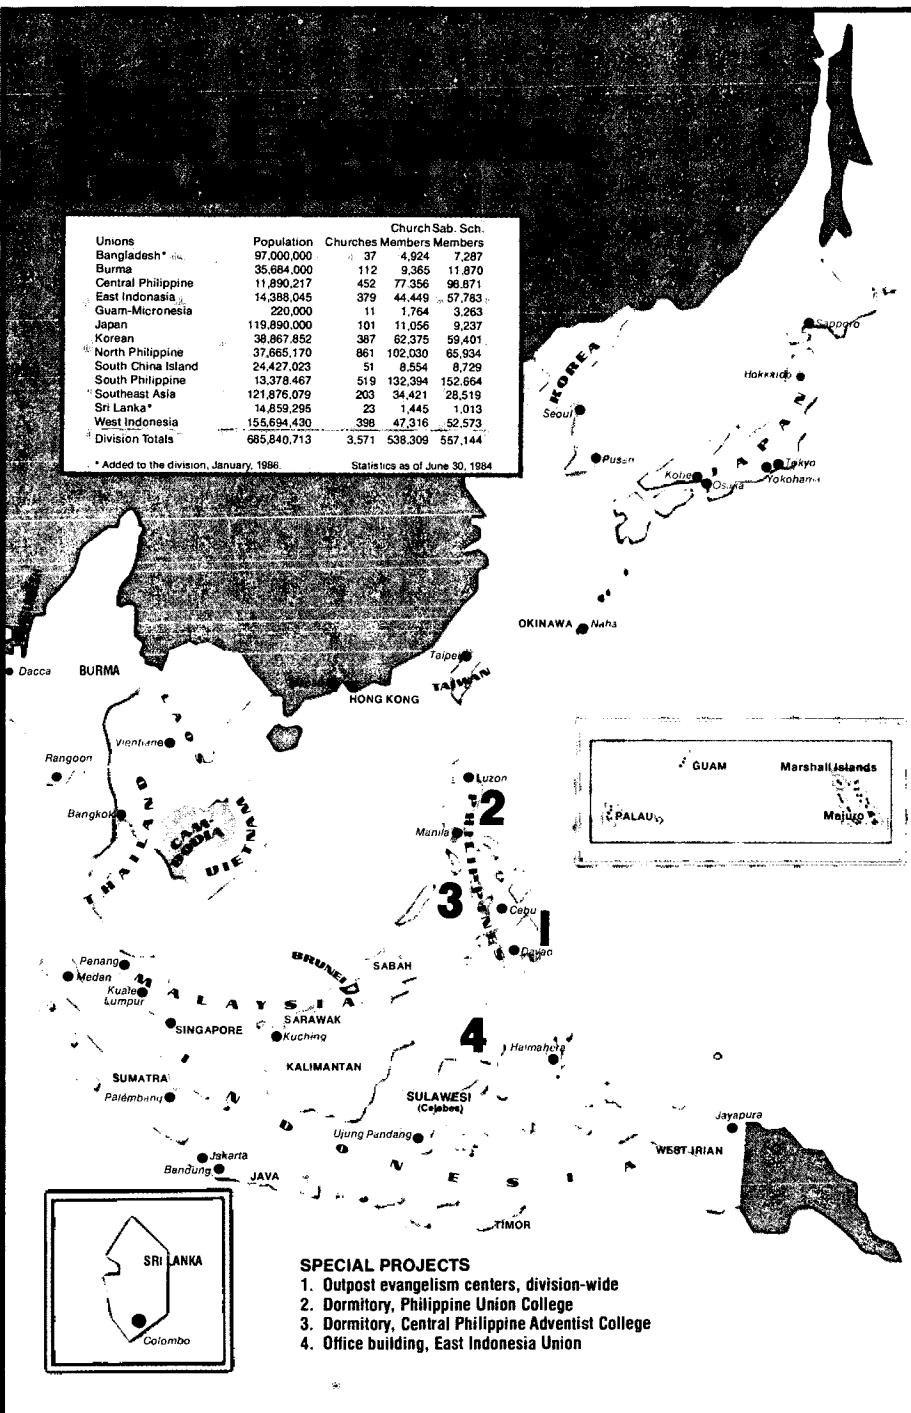 Church Sab. Sch.
Unions Population Churches Members Members
Bangladesh* 97,000,000 37 4,924 7,287
Burma 35,684,000 112 9,365 11,870
Central Philippine 11,890,217 452 77,356 96,871
East Indonasia 14,388,045 379 44,449 57,763
Guam-Micronesia 220,000 11 1,764 3,263
Japan 119,890,000 101 11,056 9,237
Korean 38,867,852 387 62,375 59,401
North Philippine 37,665,170 861 102,030 65,934
South China Island 24,427,023 51 8,554 8,729
South Philippine 13,378,467 519 132,394 152,664
Southeast Asia 121,876,079 203 34,421 28,519
Sri Lanka* 14,859,295 23 1,445 1,013
West Indonesia 155,694,430 398 47,316 52,573
Division Totals 685,840,713 3,571 538,309 557,144
* Added to the division, January, 1986. Statistics as of June 30, 1984
Sapporo
KOREA
Hokkaido
Seoul
JAPAN
Pusan
Tokyo
Kobe
Osaka
Yokohama
OKINAWA
Naha
Taipei
TAIWAN
Dacca
BURMA
HONG KONG
LAOS
Vientiane
Rangoon
Bangkok
THAILAND
CAMBODIA
VIETNAM
Luzon
2
Manila
PHILIPPINES
3
Cebu
1
Davao
GUAM
Marshall Islands
PALAU
Majuro
Penang
Medan
Kuala
Lumpur
MALAYSIA
BRUNEI
SABAH
SINGAPORE
SARAWAK
Kuching
4
Halmahera
KALIMANTAN
SUMATRA
Palembang
SULAWESI
(Celebes)
Ujung Pandang
INDONESIA
Jayapura
WEST IRIAN
Jakarta
Bandung
JAVA
TIMOR
SRI LANKA
Colombo
SPECIAL PROJECTS
1. Outpost evangelism centers, division-wide
2. Dormitory, Philippine Union College
3. Dormitory, Central Philippine Adventist College
4. Office building, East Indonesia Union